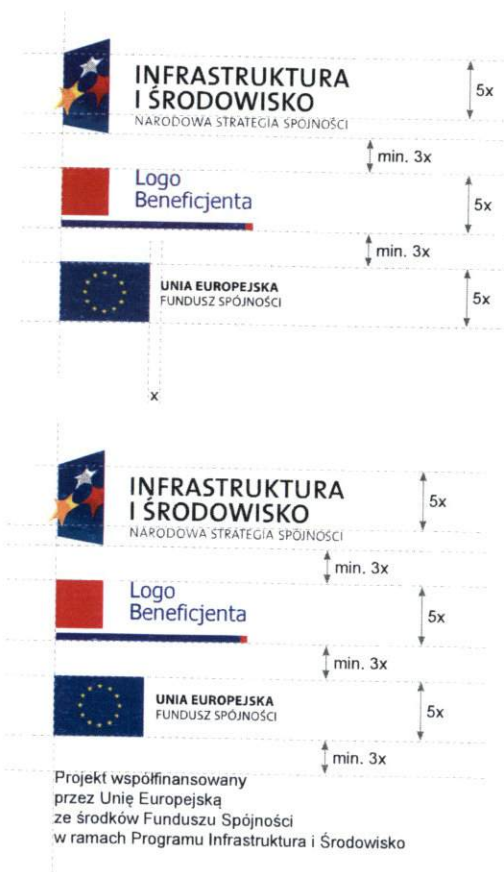 INFRASTRUKTURA
I ŚRODOWISKO
NARODOWA STRATEGIA SPÓJNOŚCI
5x
min. 3x
Logo
Beneficjenta
5x
min. 3x
UNIA EUROPEJSKA
FUNDUSZ SPÓJNOŚCI
5x
x
INFRASTRUKTURA
I ŚRODOWISKO
NARODOWA STRATEGIA SPÓJNOŚCI
5x
min. 3x
Logo
Beneficjenta
5x
min. 3x
UNIA EUROPEJSKA
FUNDUSZ SPÓJNOŚCI
5x
min. 3x
Projekt współfinansowany
przez Unię Europejską
ze środków Funduszu Spójności
w ramach Programu Infrastruktura i Środowisko